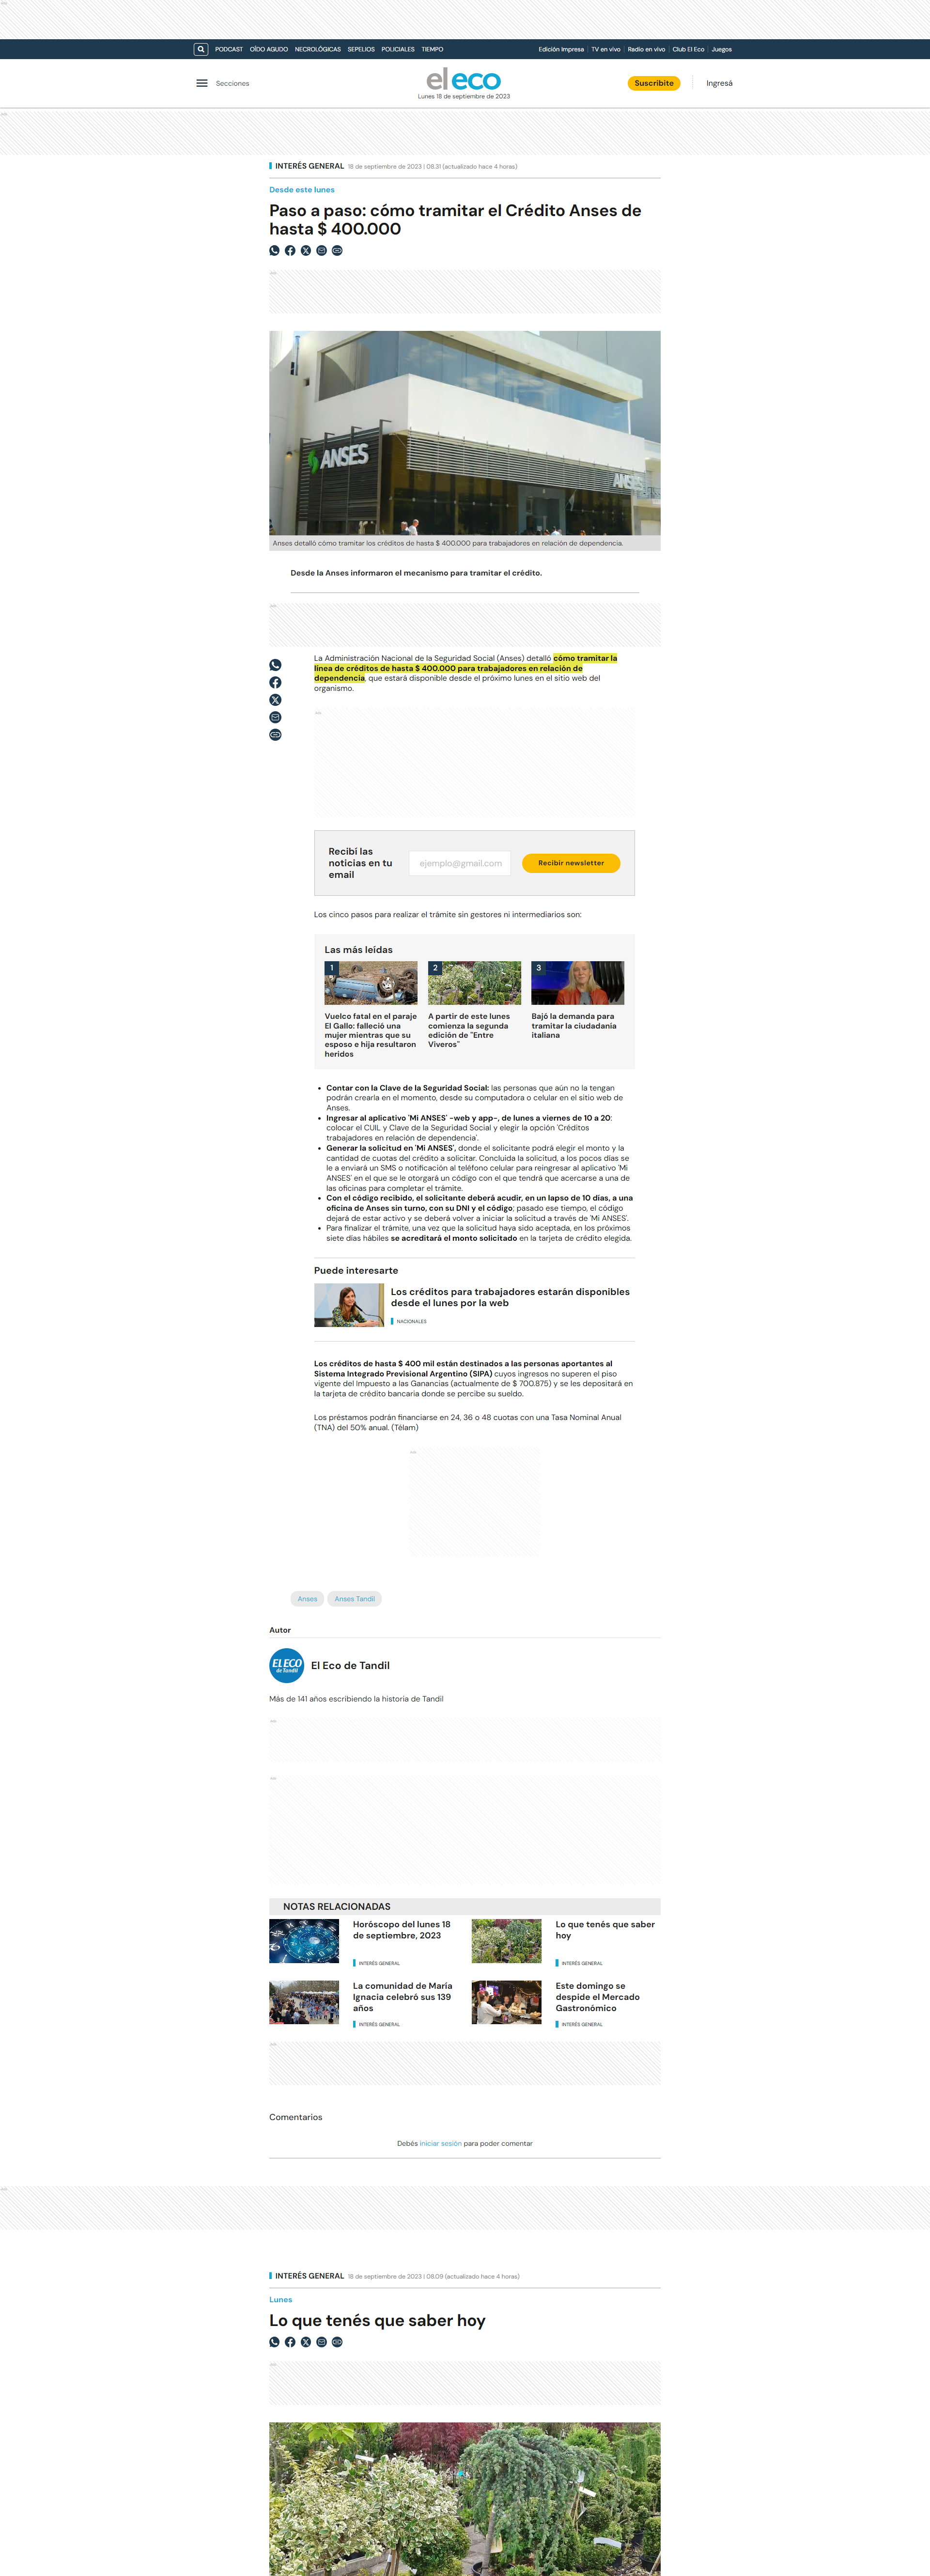 PODCAST OÍDO AGUDO NECROLÓGICAS SEPELIOS POLICIALES TIEMPO
Edición Impresa TV en vivo Radio en vivo Club El Eco Juegos
Secciones
el eco
Lunes 18 de septiembre de 2023
Suscribite
Ingresá
INTERÉS GENERAL 18 de septiembre de 2023 | 08:31 (actualizado hace 4 horas)
Desde este lunes
Paso a paso: cómo tramitar el Crédito Anses de
hasta $ 400.000
ANSES
ANSES
Anses detalló cómo tramitar los créditos de hasta $ 400.000 para trabajadores en relación de dependencia.
Desde la Anses informaron el mecanismo para tramitar el crédito.
La Administración Nacional de la Seguridad Social (Anses) detalló cómo tramitar la
línea de créditos de hasta $ 400.000 para trabajadores en relación de
dependencia, que estará disponible desde el próximo lunes en el sitio web del
organismo.
Recibí las
noticias en tu
email
ejemplo@gmail.com
Recibir newsletter
Los cinco pasos para realizar el trámite sin gestores ni intermediarios son:
Las más leídas
1
Vuelco fatal en el paraje
El Gallo: falleció una
mujer mientras que su
esposo e hija resultaron
heridos
2
A partir de este lunes
comienza la segunda
edición de "Entre
Viveros"
3
Bajó la demanda para
tramitar la ciudadanía
italiana
• Contar con la Clave de la Seguridad Social: las personas que aún no la tengan
podrán crearla en el momento, desde su computadora o celular en el sitio web de
Anses.
• Ingresar al aplicativo 'Mi ANSES' -web y app-, de lunes a viernes de 10 a 20:
colocar el CUIL y Clave de la Seguridad Social y elegir la opción 'Créditos
trabajadores en relación de dependencia'.
• Generar la solicitud en 'Mi ANSES', donde el solicitante podrá elegir el monto y la
cantidad de cuotas del crédito a solicitar. Concluida la solicitud, a los pocos días se
le a enviará un SMS o notificación al teléfono celular para reingresar al aplicativo 'Mi
ANSES' en el que se le otorgará un código con el que tendrá que acercarse a una de
las oficinas para completar el trámite.
• Con el código recibido, el solicitante deberá acudir, en un lapso de 10 días, a una
oficina de Anses sin turno, con su DNI y el código: pasado ese tiempo, el código
dejará de estar activo y se deberá volver a iniciar la solicitud a través de 'Mi ANSES'.
• Para finalizar el trámite, una vez que la solicitud haya sido aceptada, en los próximos
siete días hábiles se acreditará el monto solicitado en la tarjeta de crédito elegida.
Puede interesarte
Los créditos para trabajadores estarán disponibles
desde el lunes por la web
NACIONALES
Los créditos de hasta $ 400 mil están destinados a las personas aportantes al
Sistema Integrado Previsional Argentino (SIPA) cuyos ingresos no superen el piso
vigente del Impuesto a las Ganancias (actualmente de $ 700.875) y se les depositará en
la tarjeta de crédito bancaria donde se percibe su sueldo.
Los préstamos podrán financiarse en 24, 36 o 48 cuotas con una Tasa Nominal Anual
(TNA) del 50% anual. (Télam)
Anses
Anses Tandil
Autor
EL ECO
de Tandil
El Eco de Tandil
Más de 141 años escribiendo la historia de Tandil
NOTAS RELACIONADAS
Horóscopo del lunes 18
de septiembre, 2023
INTERÉS GENERAL
Lo que tenés que saber
hoy
INTERÉS GENERAL
La comunidad de María
Ignacia celebró sus 139
años
INTERÉS GENERAL
Este domingo se
despide el Mercado
Gastronómico
INTERÉS GENERAL
Comentarios
Debés iniciar sesión para poder comentar
INTERÉS GENERAL 18 de septiembre de 2023 | 08:09 (actualizado hace 4 horas)
Lunes
Lo que tenés que saber hoy